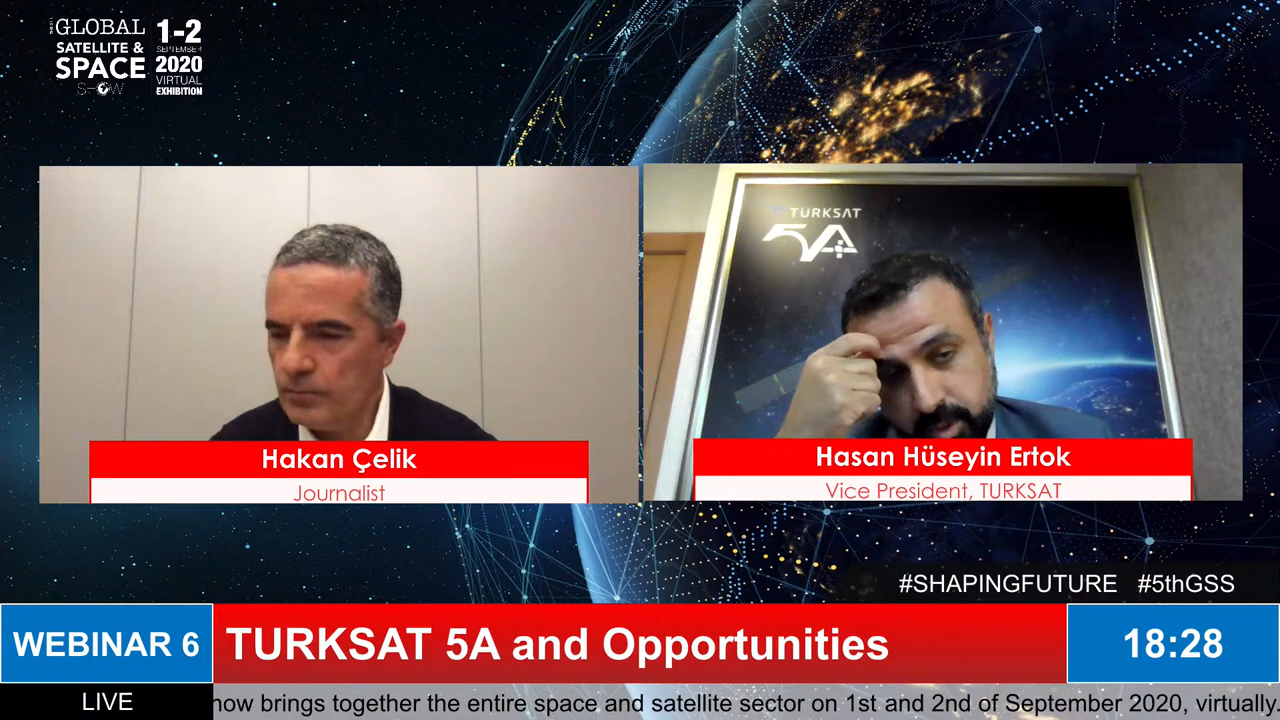 GLOBAL
SATELLITE &
SPACE
SHOW
1-2
SEPTEMBER
2020
VIRTUAL
EXHIBITION
TURKSAT
5A
Hakan Çelik
Journalist
Hasan Hüseyin Ertok
Vice President, TURKSAT
#SHAPINGFUTURE #5thGSS
WEBINAR 6
TURKSAT 5A and Opportunities
18:28
LIVE
brings together the entire space and satellite sector on 1st and 2nd of September 2020, virtually.